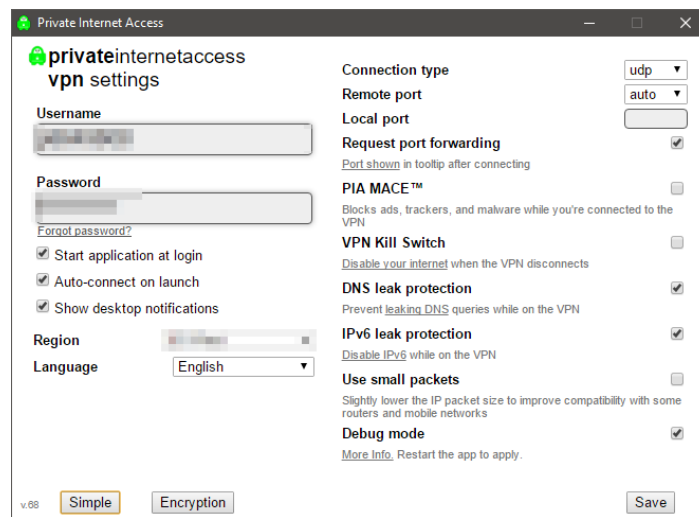 Private Internet Access
privateinternetaccess
vpn settings
Username
Password
Forgot password?
Start application at login
Auto-connect on launch
Show desktop notifications
Region
Language
English
Connection type
udp
Remote port
auto
Local port
Request port forwarding
Port shown in tooltip after connecting
PIA MACE™
Blocks ads, trackers, and malware while you're connected to the
VPN
VPN Kill Switch
Disable your internet when the VPN disconnects
DNS leak protection
Prevent leaking DNS queries while on the VPN
IPv6 leak protection
Disable IPv6 while on the VPN
Use small packets
Slightly lower the IP packet size to improve compatibility with some
routers and mobile networks
Debug mode
More Info. Restart the app to apply.
v.68
Simple
Encryption
Save